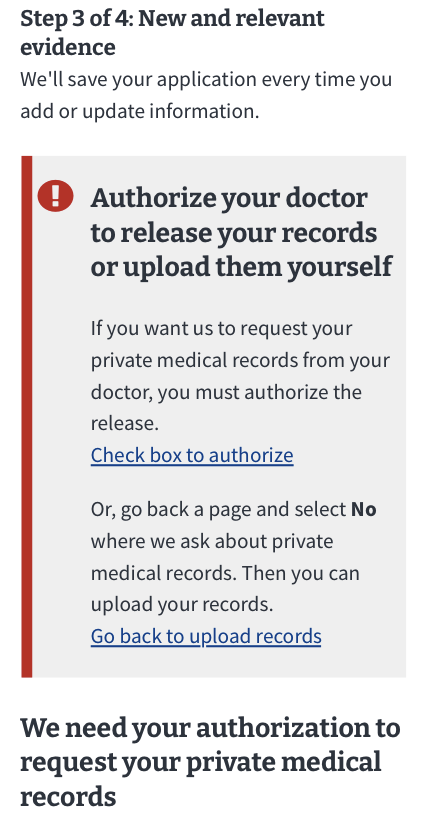 Step 3 of 4: New and relevant
evidence
We'll save your application every time you
add or update information.
Authorize your doctor
to release your records
or upload them yourself
If you want us to request your
private medical records from your
doctor, you must authorize the
release.
Check box to authorize
Or, go back a page and select No
where we ask about private
medical records. Then you can
upload your records.
Go back to upload records
We need your authorization to
request your private medical
records